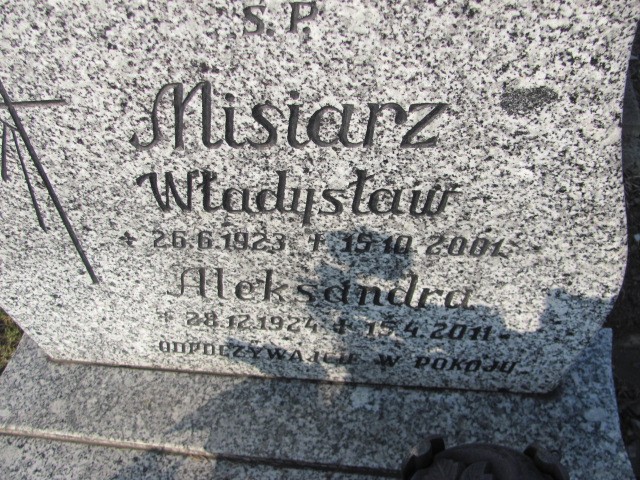 S. P.
Misiarz
Władysław
* 26.6.1923 † 15.10.2001
Aleksandra
* 28.12.1924 † 15.4.2011
ODPOCZYWAJCIE W POKOJU